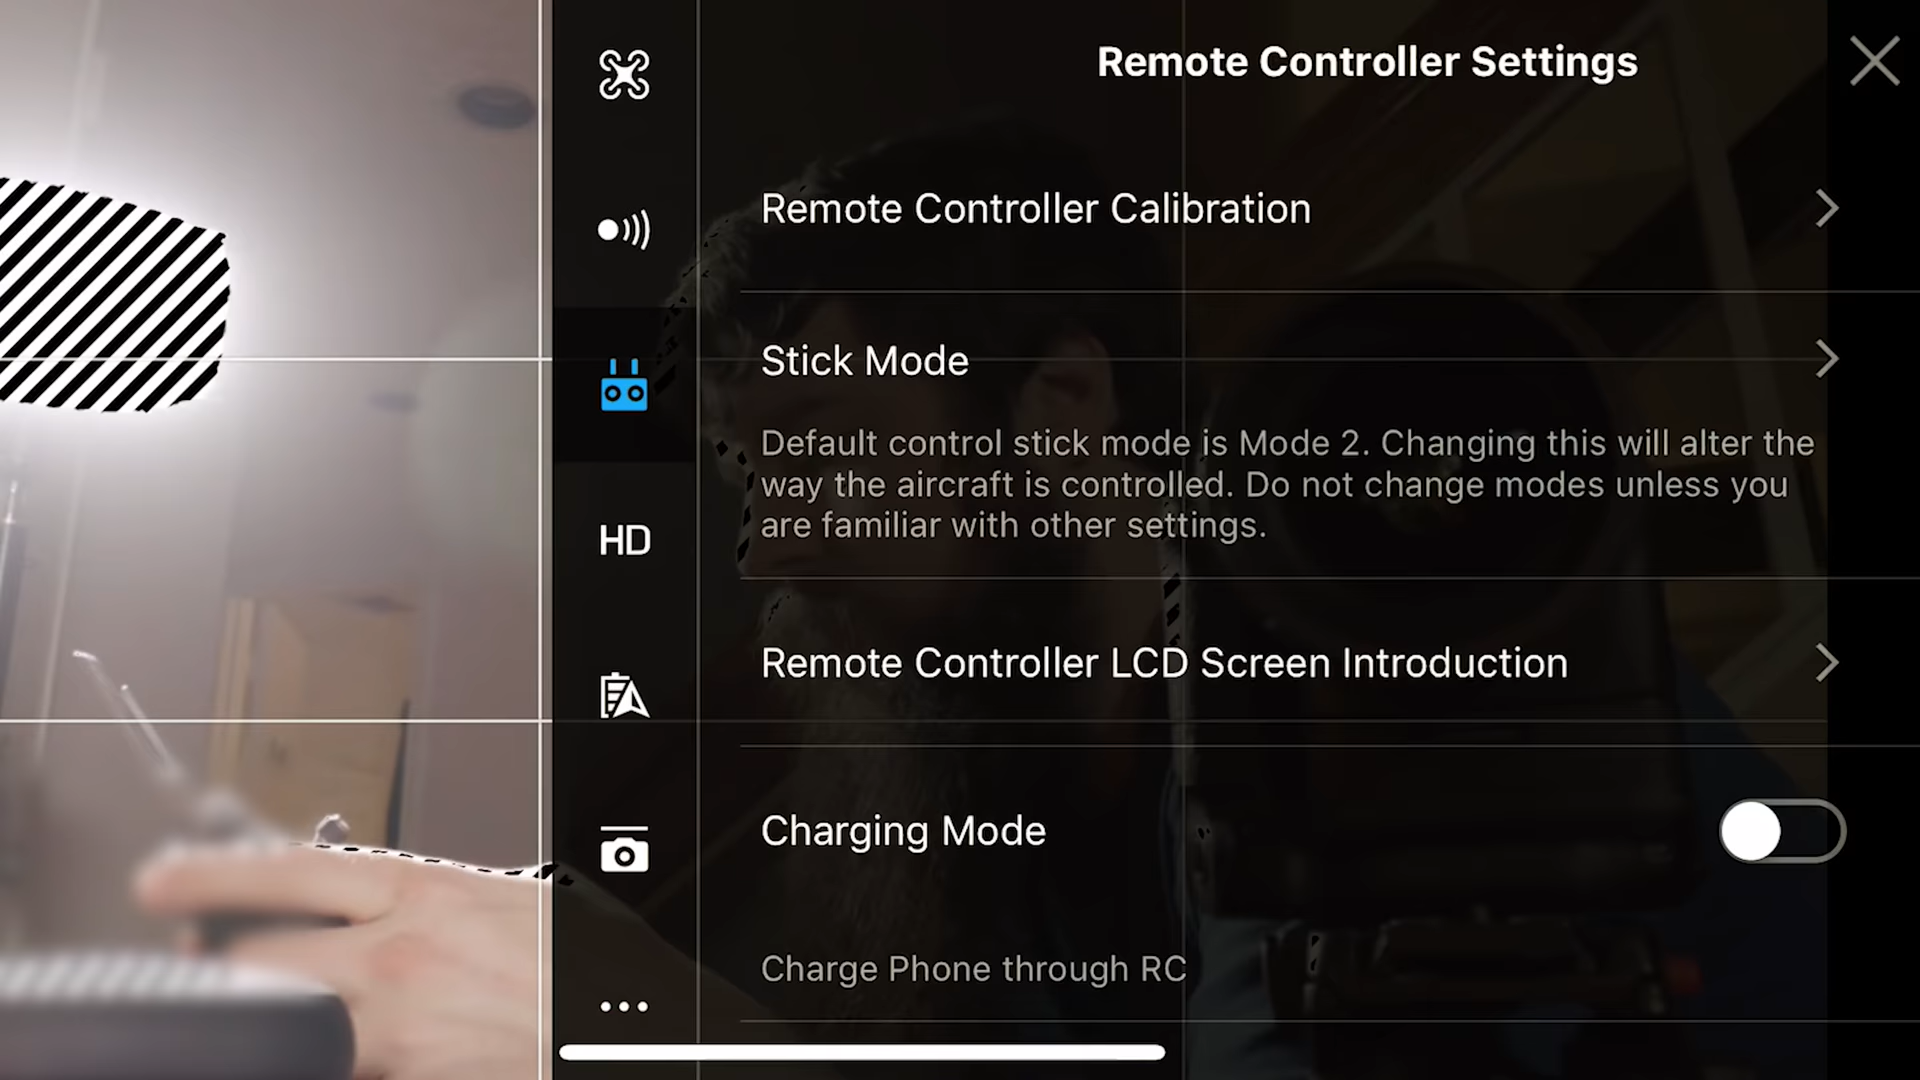 Remote Controller Settings
Remote Controller Calibration
Stick Mode
Default control stick mode is Mode 2. Changing this will alter the
way the aircraft is controlled. Do not change modes unless you
are familiar with other settings.
HD
Remote Controller LCD Screen Introduction
Charging Mode
Charge Phone through RC